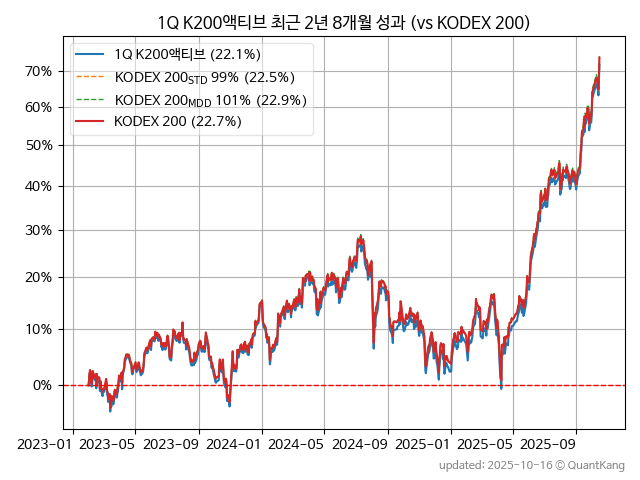 1Q K200액티브 최근 2년 8개월 성과 (vs KODEX 200)
1Q K200액티브 (22.1%)
KODEX 200STD 99% (22.5%)
KODEX 200MDD 101% (22.9%)
KODEX 200 (22.7%)
70%
60%
50%
40%
30%
20%
10%
0%
2023-01 2023-05 2023-09 2024-01 2024-05 2024-09 2025-01 2025-05 2025-09
updated: 2025-10-16 © QuantKang